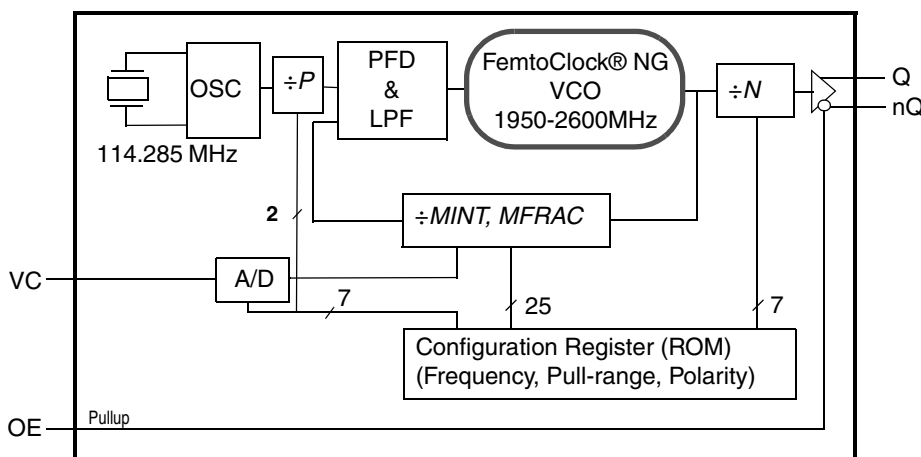 OSC
÷P
PFD
&
LPF
FemtoClock® NG
VCO
1950-2600MHz
÷N
Q
nQ
114.285 MHz
2
÷MINT, MFRAC
VC
A/D
7
25
7
Configuration Register (ROM)
(Frequency, Pull-range, Polarity)
OE
Pullup